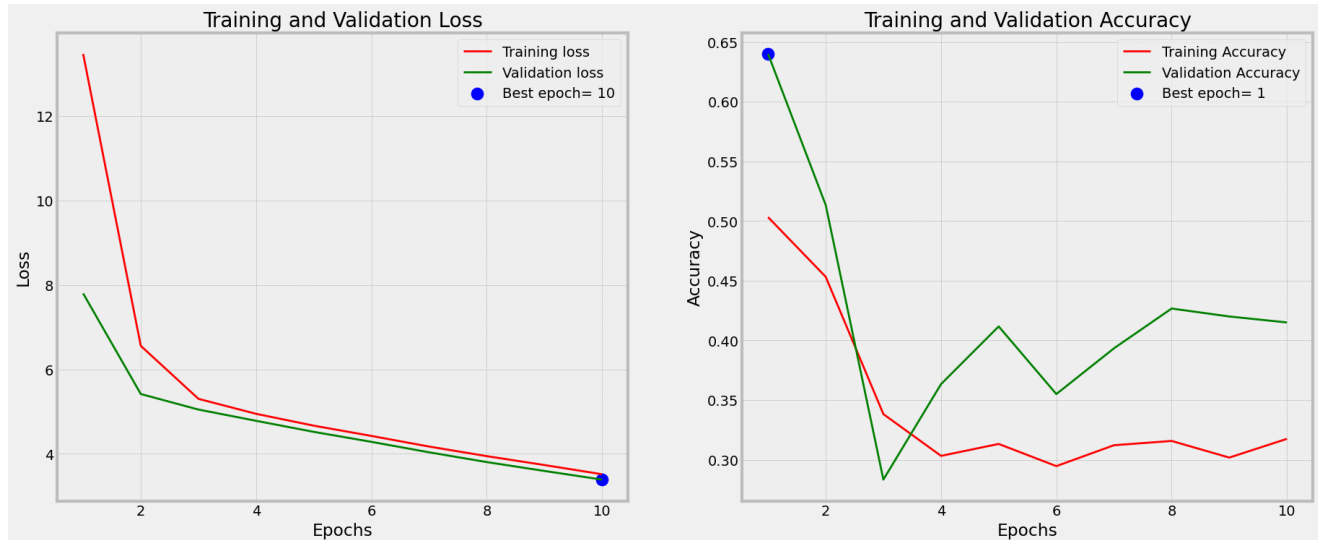 Training and Validation Loss
Training loss
Validation loss
Best epoch= 10
12
10
8
6
4
Loss
2
4
6
8
10
Epochs
Training and Validation Accuracy
Training Accuracy
Validation Accuracy
Best epoch= 1
0.65
0.60
0.55
0.50
0.45
0.40
0.35
0.30
Accuracy
2
4
6
8
10
Epochs